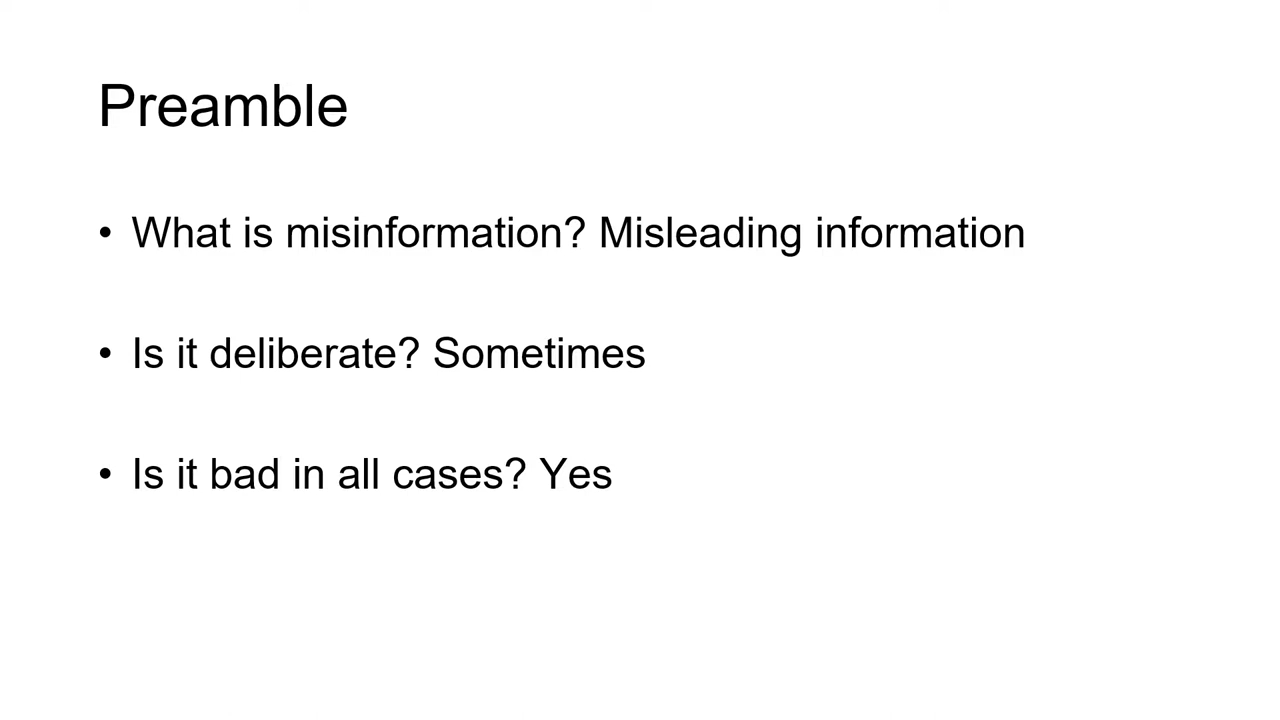 Preamble
• What is misinformation? Misleading information
• Is it deliberate? Sometimes
• Is it bad in all cases? Yes